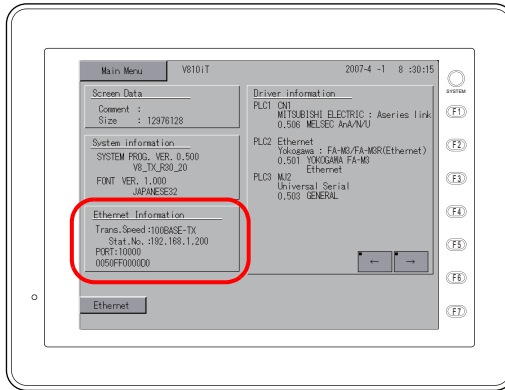 Main Menu V810iT 2007-4 -1 8 :30:15
Screen Data
Comment :
Size : 12976128
System information
SYSTEM PROG. VER. 0.500
V8_TX_R30_20
FONT VER. 1.000
JAPANESE32
Ethernet Information
Trans.Speed :100BASE-TX
Stat.No. :192.168.1.200
PORT:10000
0050FF0000D0
Ethernet
Driver information
PLC1 CN1
MITSUBISHI ELECTRIC : Aseries link
0.506 MELSEC AnA/N/U
PLC2 Ethernet
Yokogawa : FA-M3/FA-M3R(Ethernet)
0.501 YOKOGAWA FA-M3
Ethernet
PLC3 MJ2
Universal Serial
0.503 GENERAL
← →
SYSTEM
F1
F2
F3
F4
F5
F6
F7